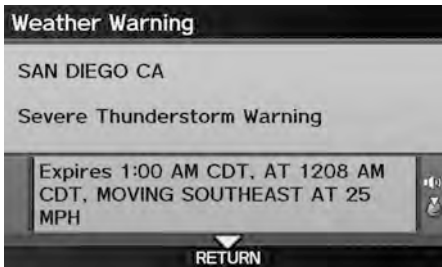 Weather Warning
SAN DIEGO CA
Severe Thunderstorm Warning
Expires 1:00 AM CDT, AT 1208 AM
CDT, MOVING SOUTHEAST AT 25
MPH
RETURN